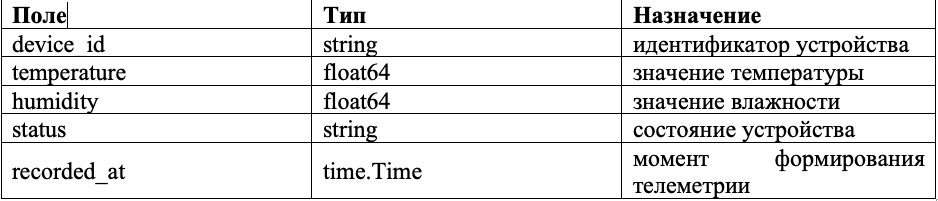 Поле Тип Назначение
device_id string идентификатор устройства
temperature float64 значение температуры
humidity float64 значение влажности
status string состояние устройства
recorded_at time.Time момент формирования
телеметрии